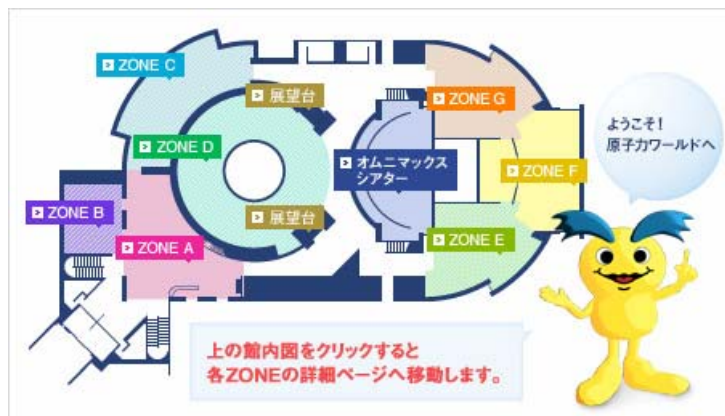 ZONE C
展望台
ZONE G
ようこそ!
原子力ワールドへ
ZONE D
オムニマックス
シアター
ZONE F
ZONE B
展望台
ZONE A
ZONE E
上の館内図をクリックすると
各ZONEの詳細ページへ移動します。